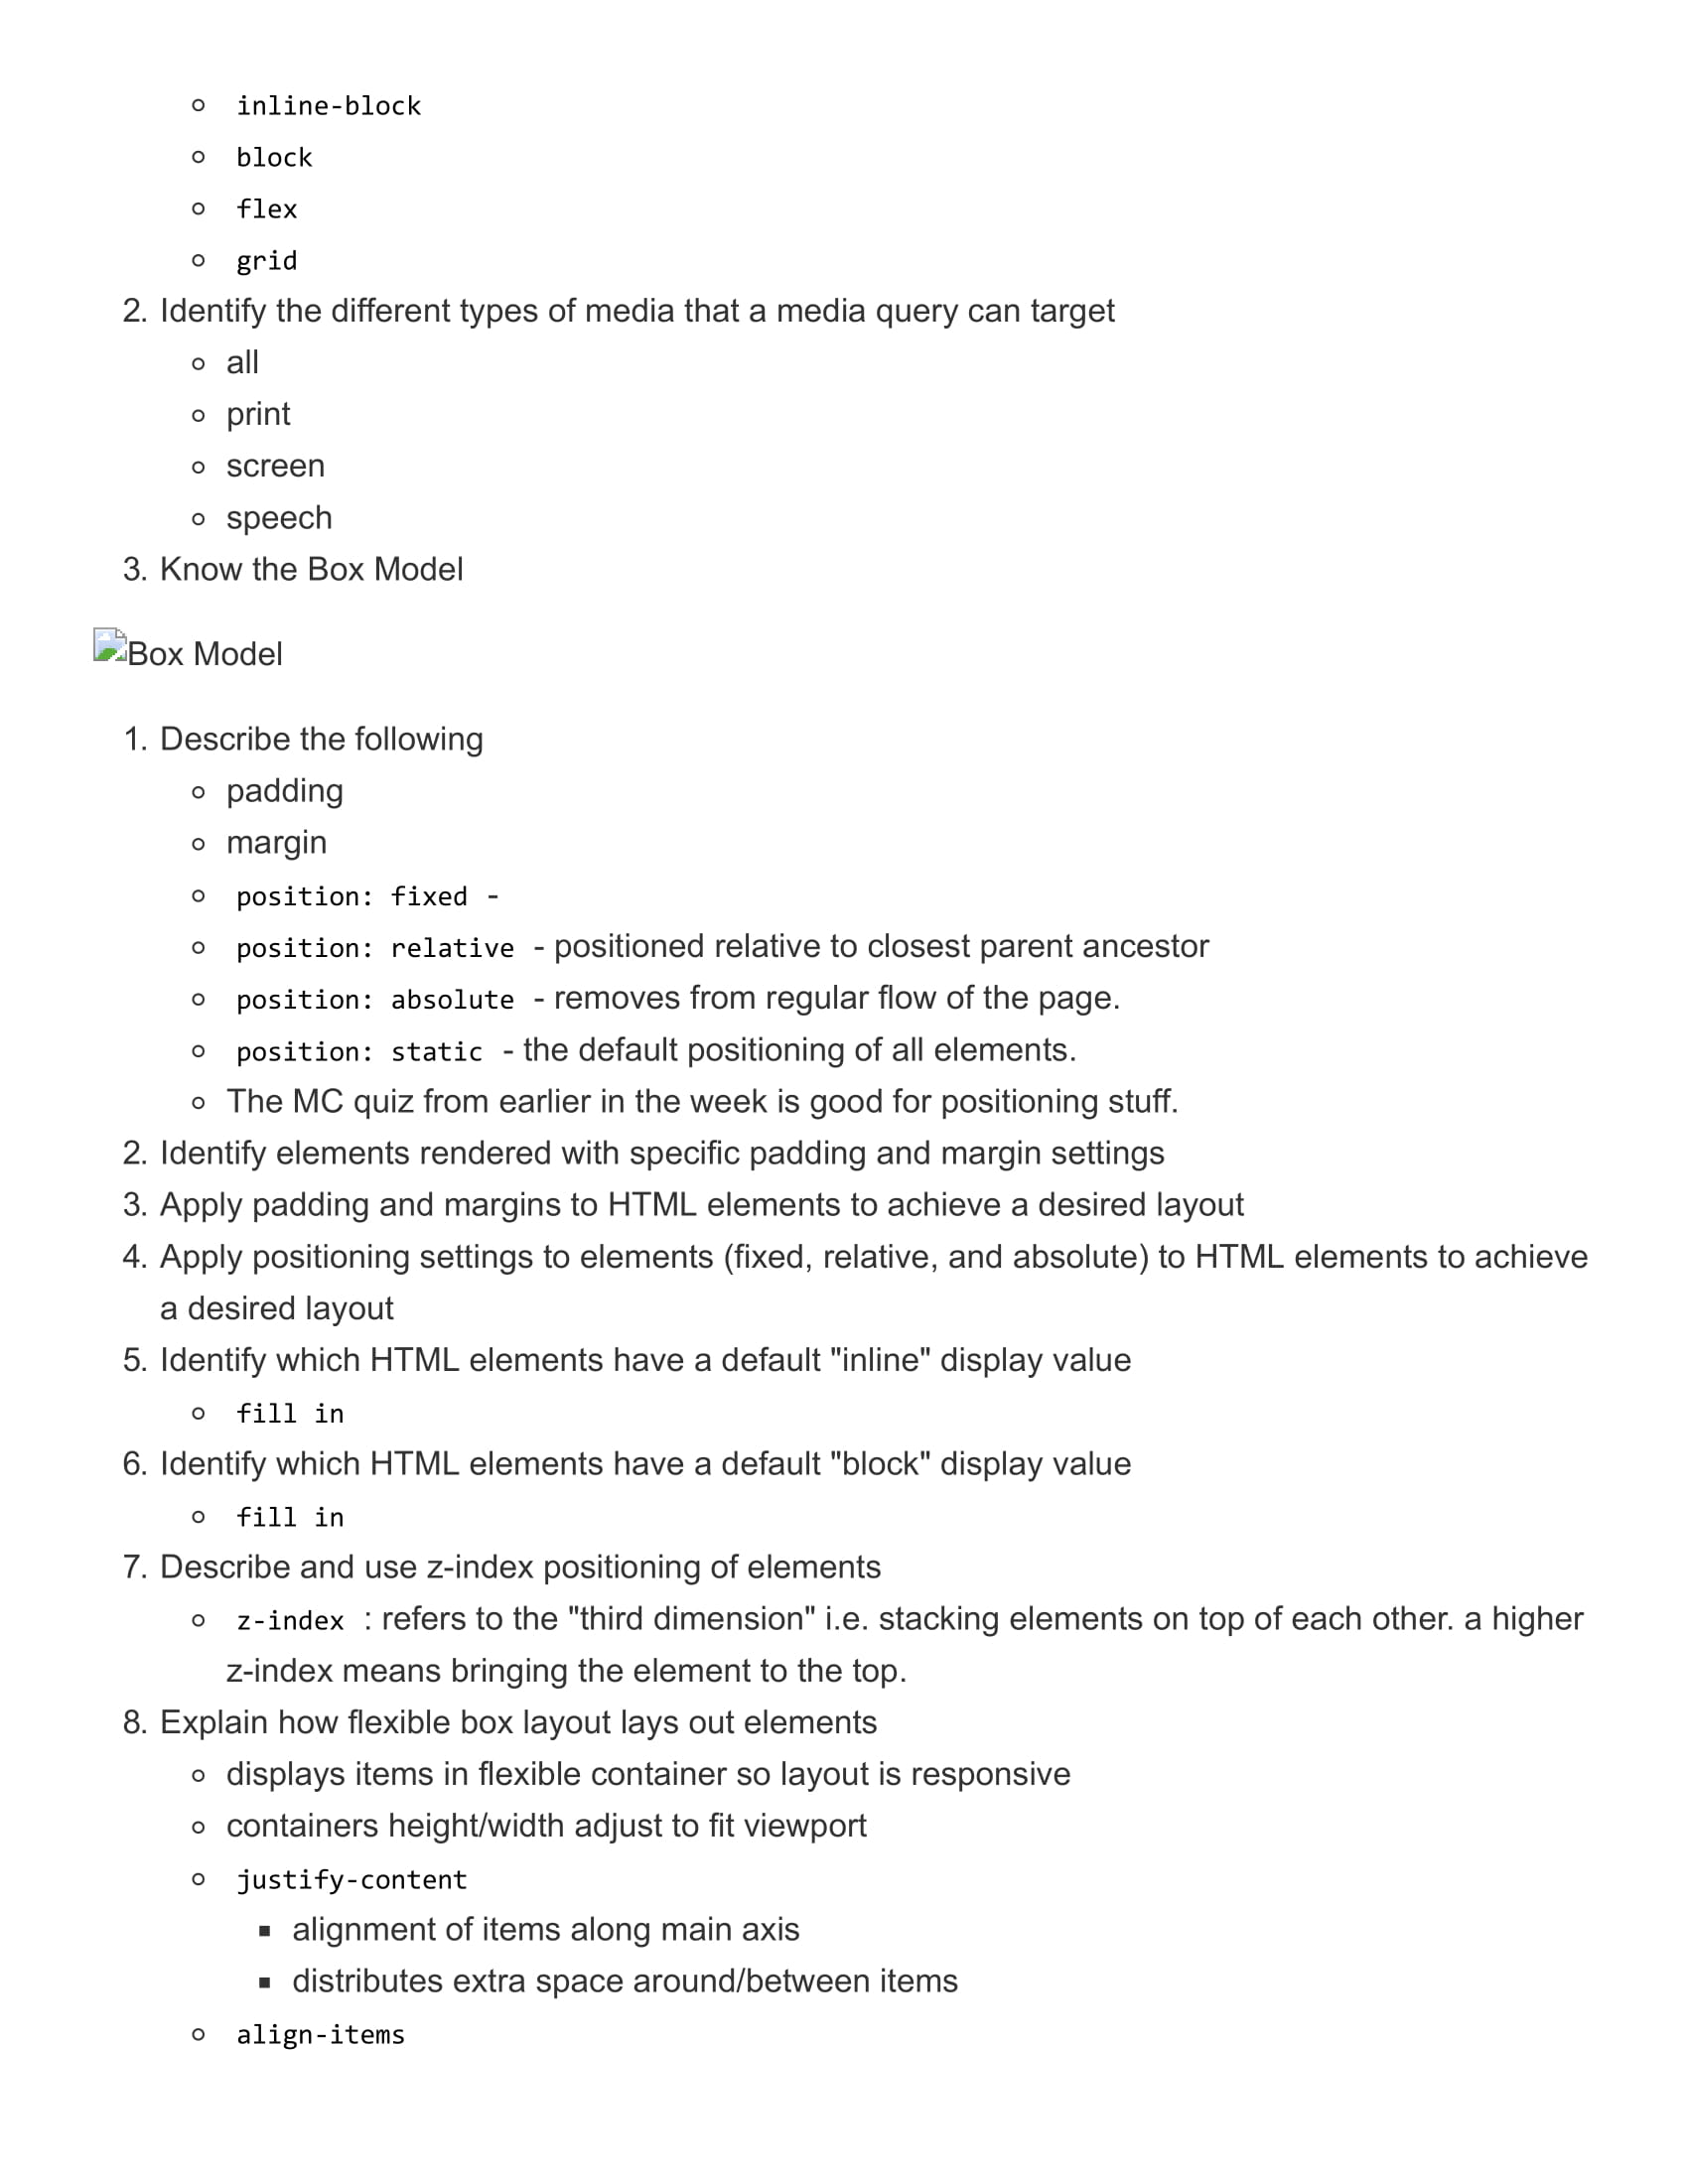 inline-block
block
flex
grid
2. Identify the different types of media that a media query can target
all
print
screen
speech
3. Know the Box Model
Box Model
1. Describe the following
padding
margin
position: fixed -
position: relative - positioned relative to closest parent ancestor
position: absolute - removes from regular flow of the page.
position: static - the default positioning of all elements.
The MC quiz from earlier in the week is good for positioning stuff.
2. Identify elements rendered with specific padding and margin settings
3. Apply padding and margins to HTML elements to achieve a desired layout
4. Apply positioning settings to elements (fixed, relative, and absolute) to HTML elements to achieve
a desired layout
5. Identify which HTML elements have a default "inline" display value
fill in
6. Identify which HTML elements have a default "block" display value
fill in
7. Describe and use z-index positioning of elements
z-index : refers to the "third dimension" i.e. stacking elements on top of each other. a higher
z-index means bringing the element to the top.
8. Explain how flexible box layout lays out elements
displays items in flexible container so layout is responsive
containers height/width adjust to fit viewport
justify-content
alignment of items along main axis
distributes extra space around/between items
align-items